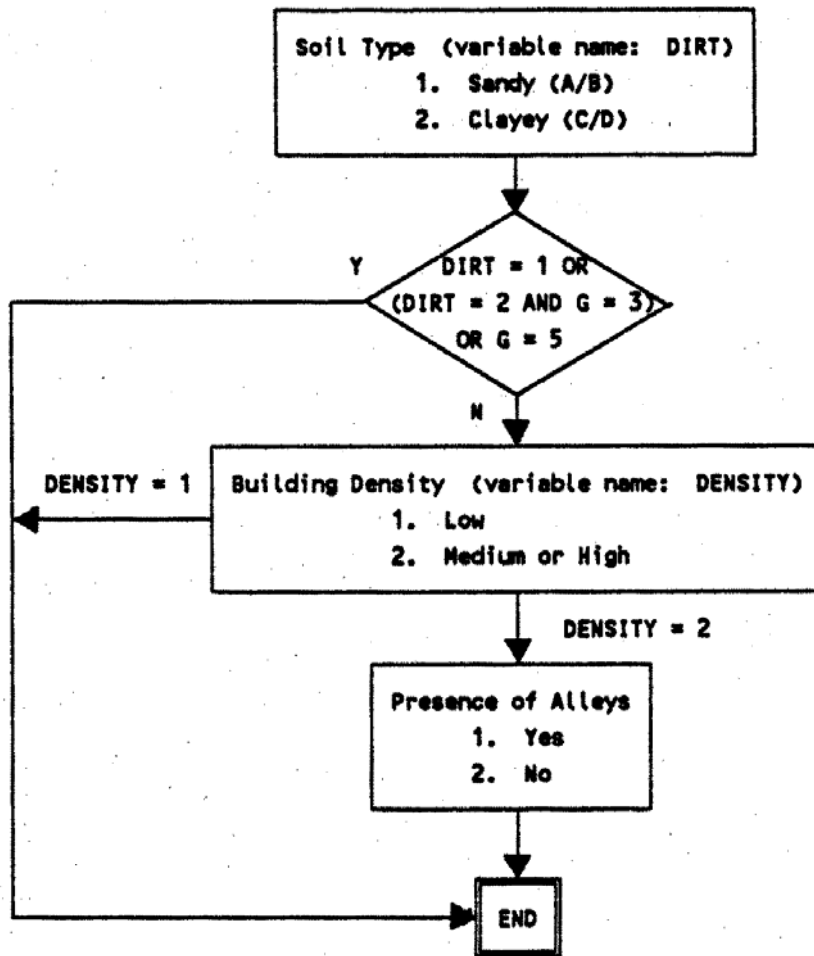 Soil Type (variable name: DIRT)
1. Sandy (A/B)
2. Clayey (C/D)
Y
DIRT = 1 OR
(DIRT = 2 AND G = 3)
OR G = 5
N
DENSITY = 1
Building Density (variable name: DENSITY)
1. Low
2. Medium or High
DENSITY = 2
Presence of Alleys
1. Yes
2. No
END